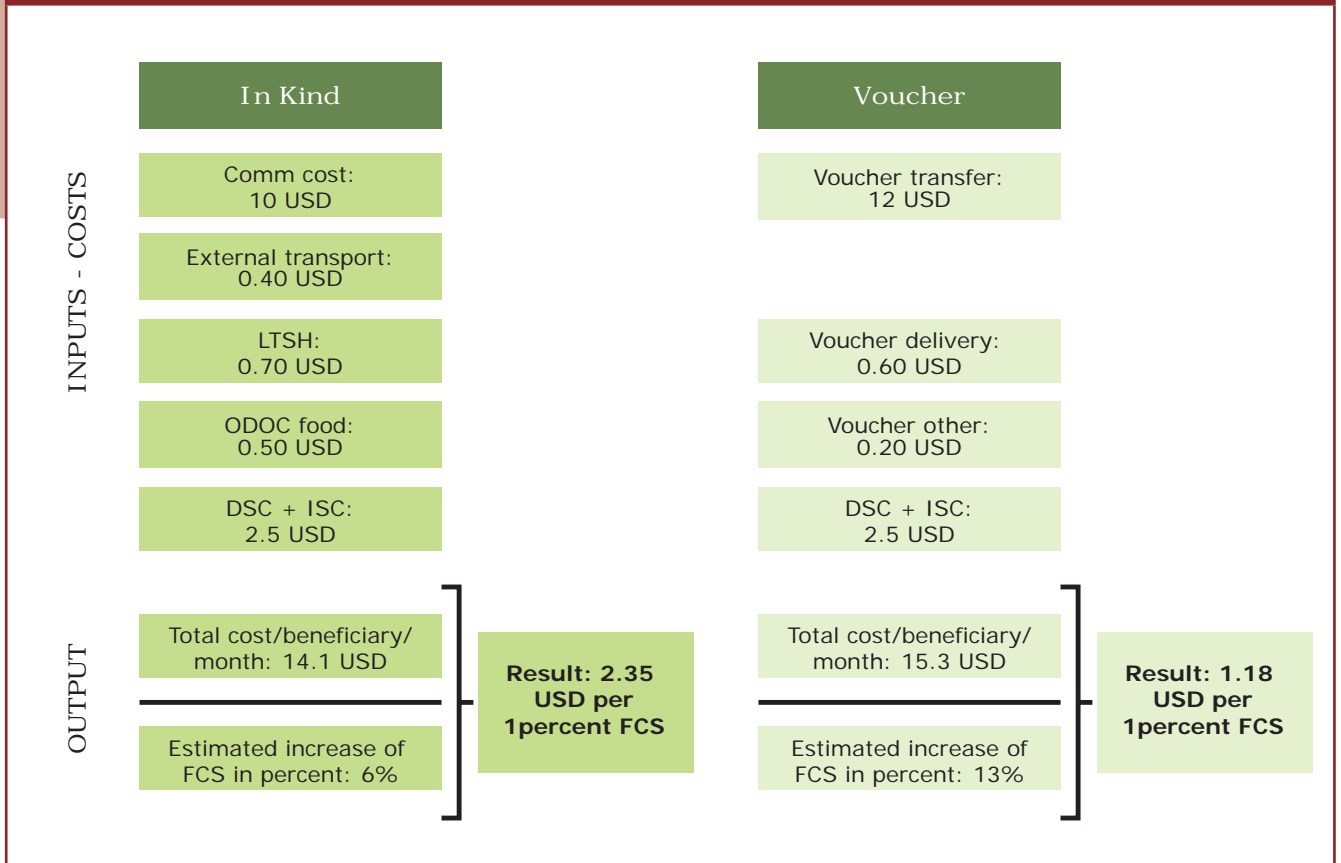 In Kind
Voucher
INPUTS - COSTS
Comm cost:
10 USD
Voucher transfer:
12 USD
External transport:
0.40 USD
LTSH:
0.70 USD
Voucher delivery:
0.60 USD
ODOC food:
0.50 USD
Voucher other:
0.20 USD
DSC + ISC:
2.5 USD
DSC + ISC:
2.5 USD
OUTPUT
Total cost/beneficiary/
month: 14.1 USD
Estimated increase of
FCS in percent: 6%
Result: 2.35
USD per
1percent FCS
Total cost/beneficiary/
month: 15.3 USD
Estimated increase of
FCS in percent: 13%
Result: 1.18
USD per
1percent FCS